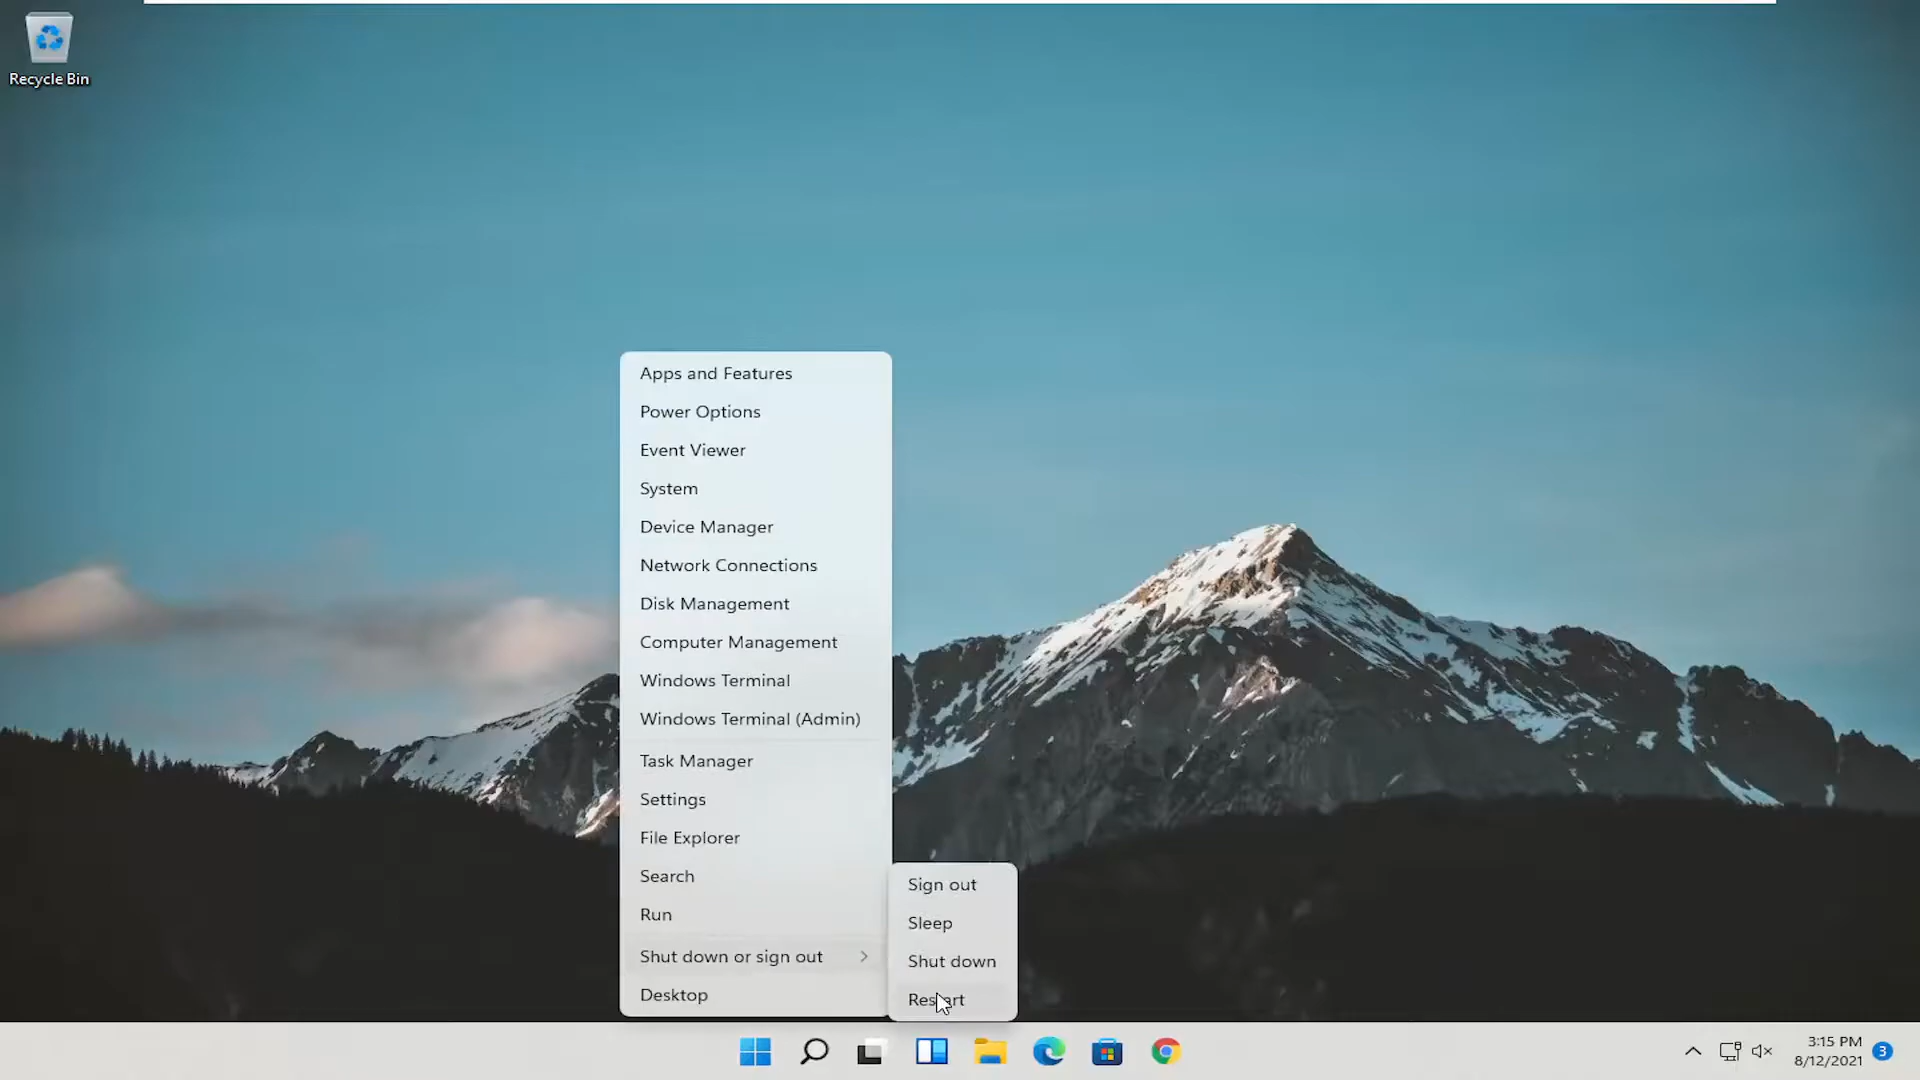 Recycle Bin
Apps and Features
Power Options
Event Viewer
System
Device Manager
Network Connections
Disk Management
Computer Management
Windows Terminal
Windows Terminal (Admin)
Task Manager
Settings
File Explorer
Search
Run
Shut down or sign out
Desktop
Sign out
Sleep
Shut down
Restart
3:15 PM
8/12/2021
3